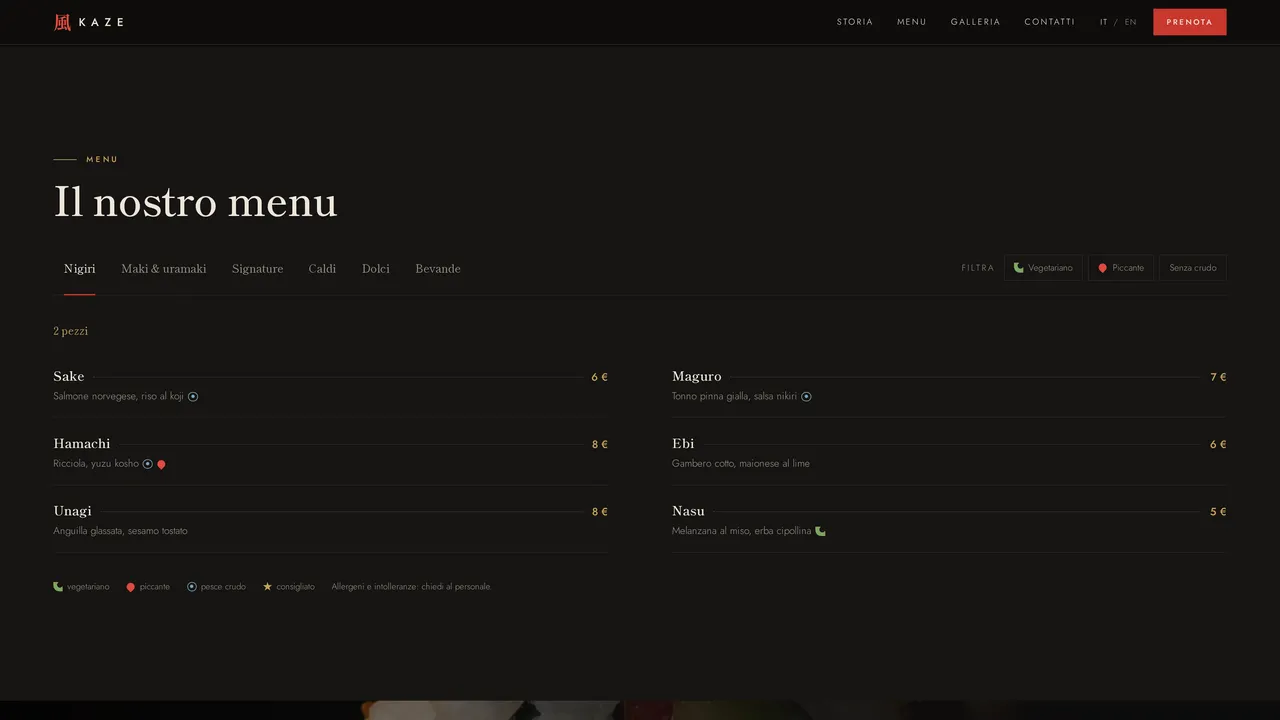 風 KAZE STORIA MENU GALLERIA CONTATTI IT / EN PRENOTA
MENU
Il nostro menu
Nigiri Maki & uramaki Signature Caldi Dolci Bevande FILTRA Vegetariano Piccante Senza crudo
2 pezzi
Sake 6 €
Salmone norvegese, riso al koji
Maguro 7 €
Tonno pinna gialla, salsa nikiri
Hamachi 8 €
Ricciola, yuzu kosho
Ebi 6 €
Gambero cotto, maionese al lime
Unagi 8 €
Anguilla glassata, sesamo tostato
Nasu 5 €
Melanzana al miso, erba cipollina
vegetariano piccante pesce crudo consigliato Allergeni e intolleranze: chiedi al personale.